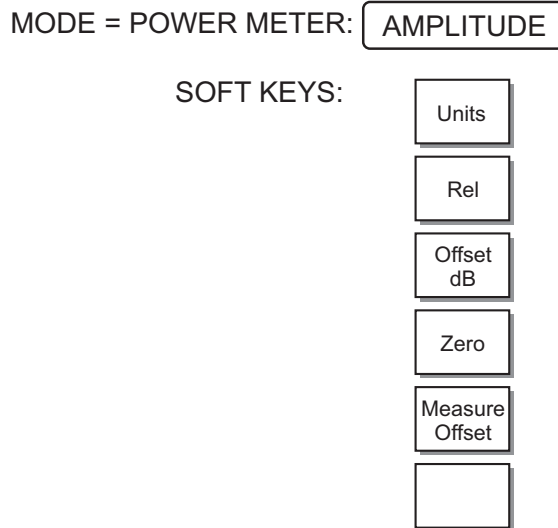 MODE = POWER METER: AMPLITUDE
SOFT KEYS:
Units
Rel
Offset
dB
Zero
Measure
Offset